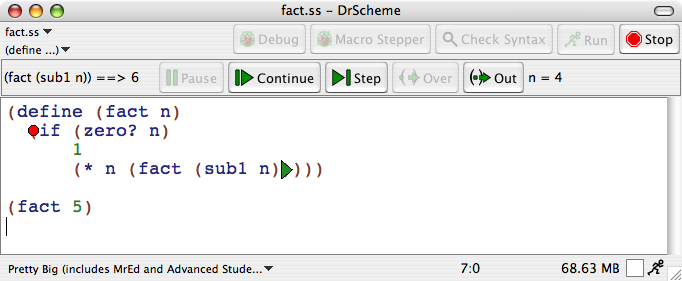 fact.ss – DrScheme
fact.ss
(define ...)
Debug Macro Stepper Check Syntax Run Stop
(fact (sub1 n)) ==> 6 Pause Continue Step Over Out n = 4
(define (fact n)
if (zero? n)
1
(* n (fact (sub1 n))))
(fact 5)
Pretty Big (includes MrEd and Advanced Stude... 7:0 68.63 MB